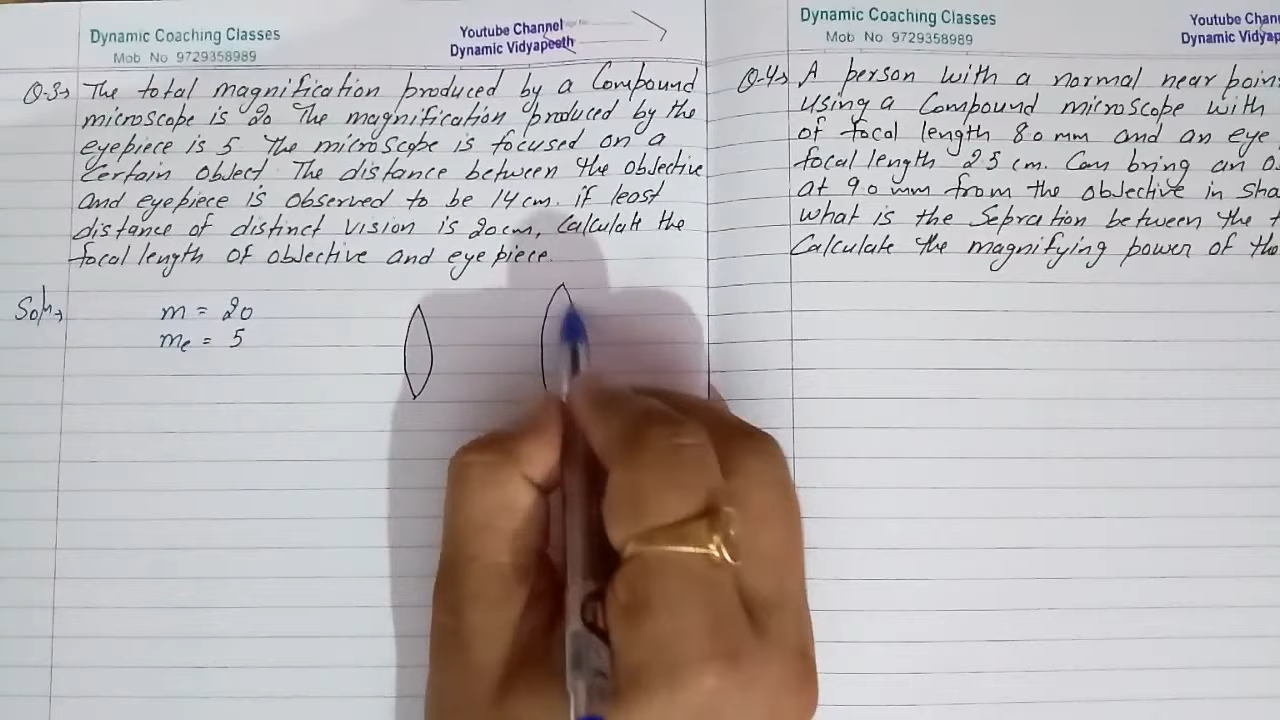 Dynamic Coaching Classes
Mob No 9729358989
Youtube Channel
Dynamic Vidyapeeth
Q-3→ The total magnification produced by a Compound
microscope is 20 The magnification produced by the
eyepiece is 5 The microscope is focused on a
Certain object The distance between the objective
and eyepiece is observed to be 14 cm. if least
distance of distinct vision is 20 cm, Calculate the
focal length of objective and eye piece.
Soln→
m = 20
me = 5
Dynamic Coaching Classes
Mob No 9729358989
Youtube Chan
Dynamic Vidyap
Q-4→ A person with a normal near poin
using a Compound microscope with
of focal length 8.0 mm and an eye
focal length 2.5 cm. Can bring an o
at 9.0 mm from the objective in sha
what is the Sepration between the
Calculate the magnifying power of the